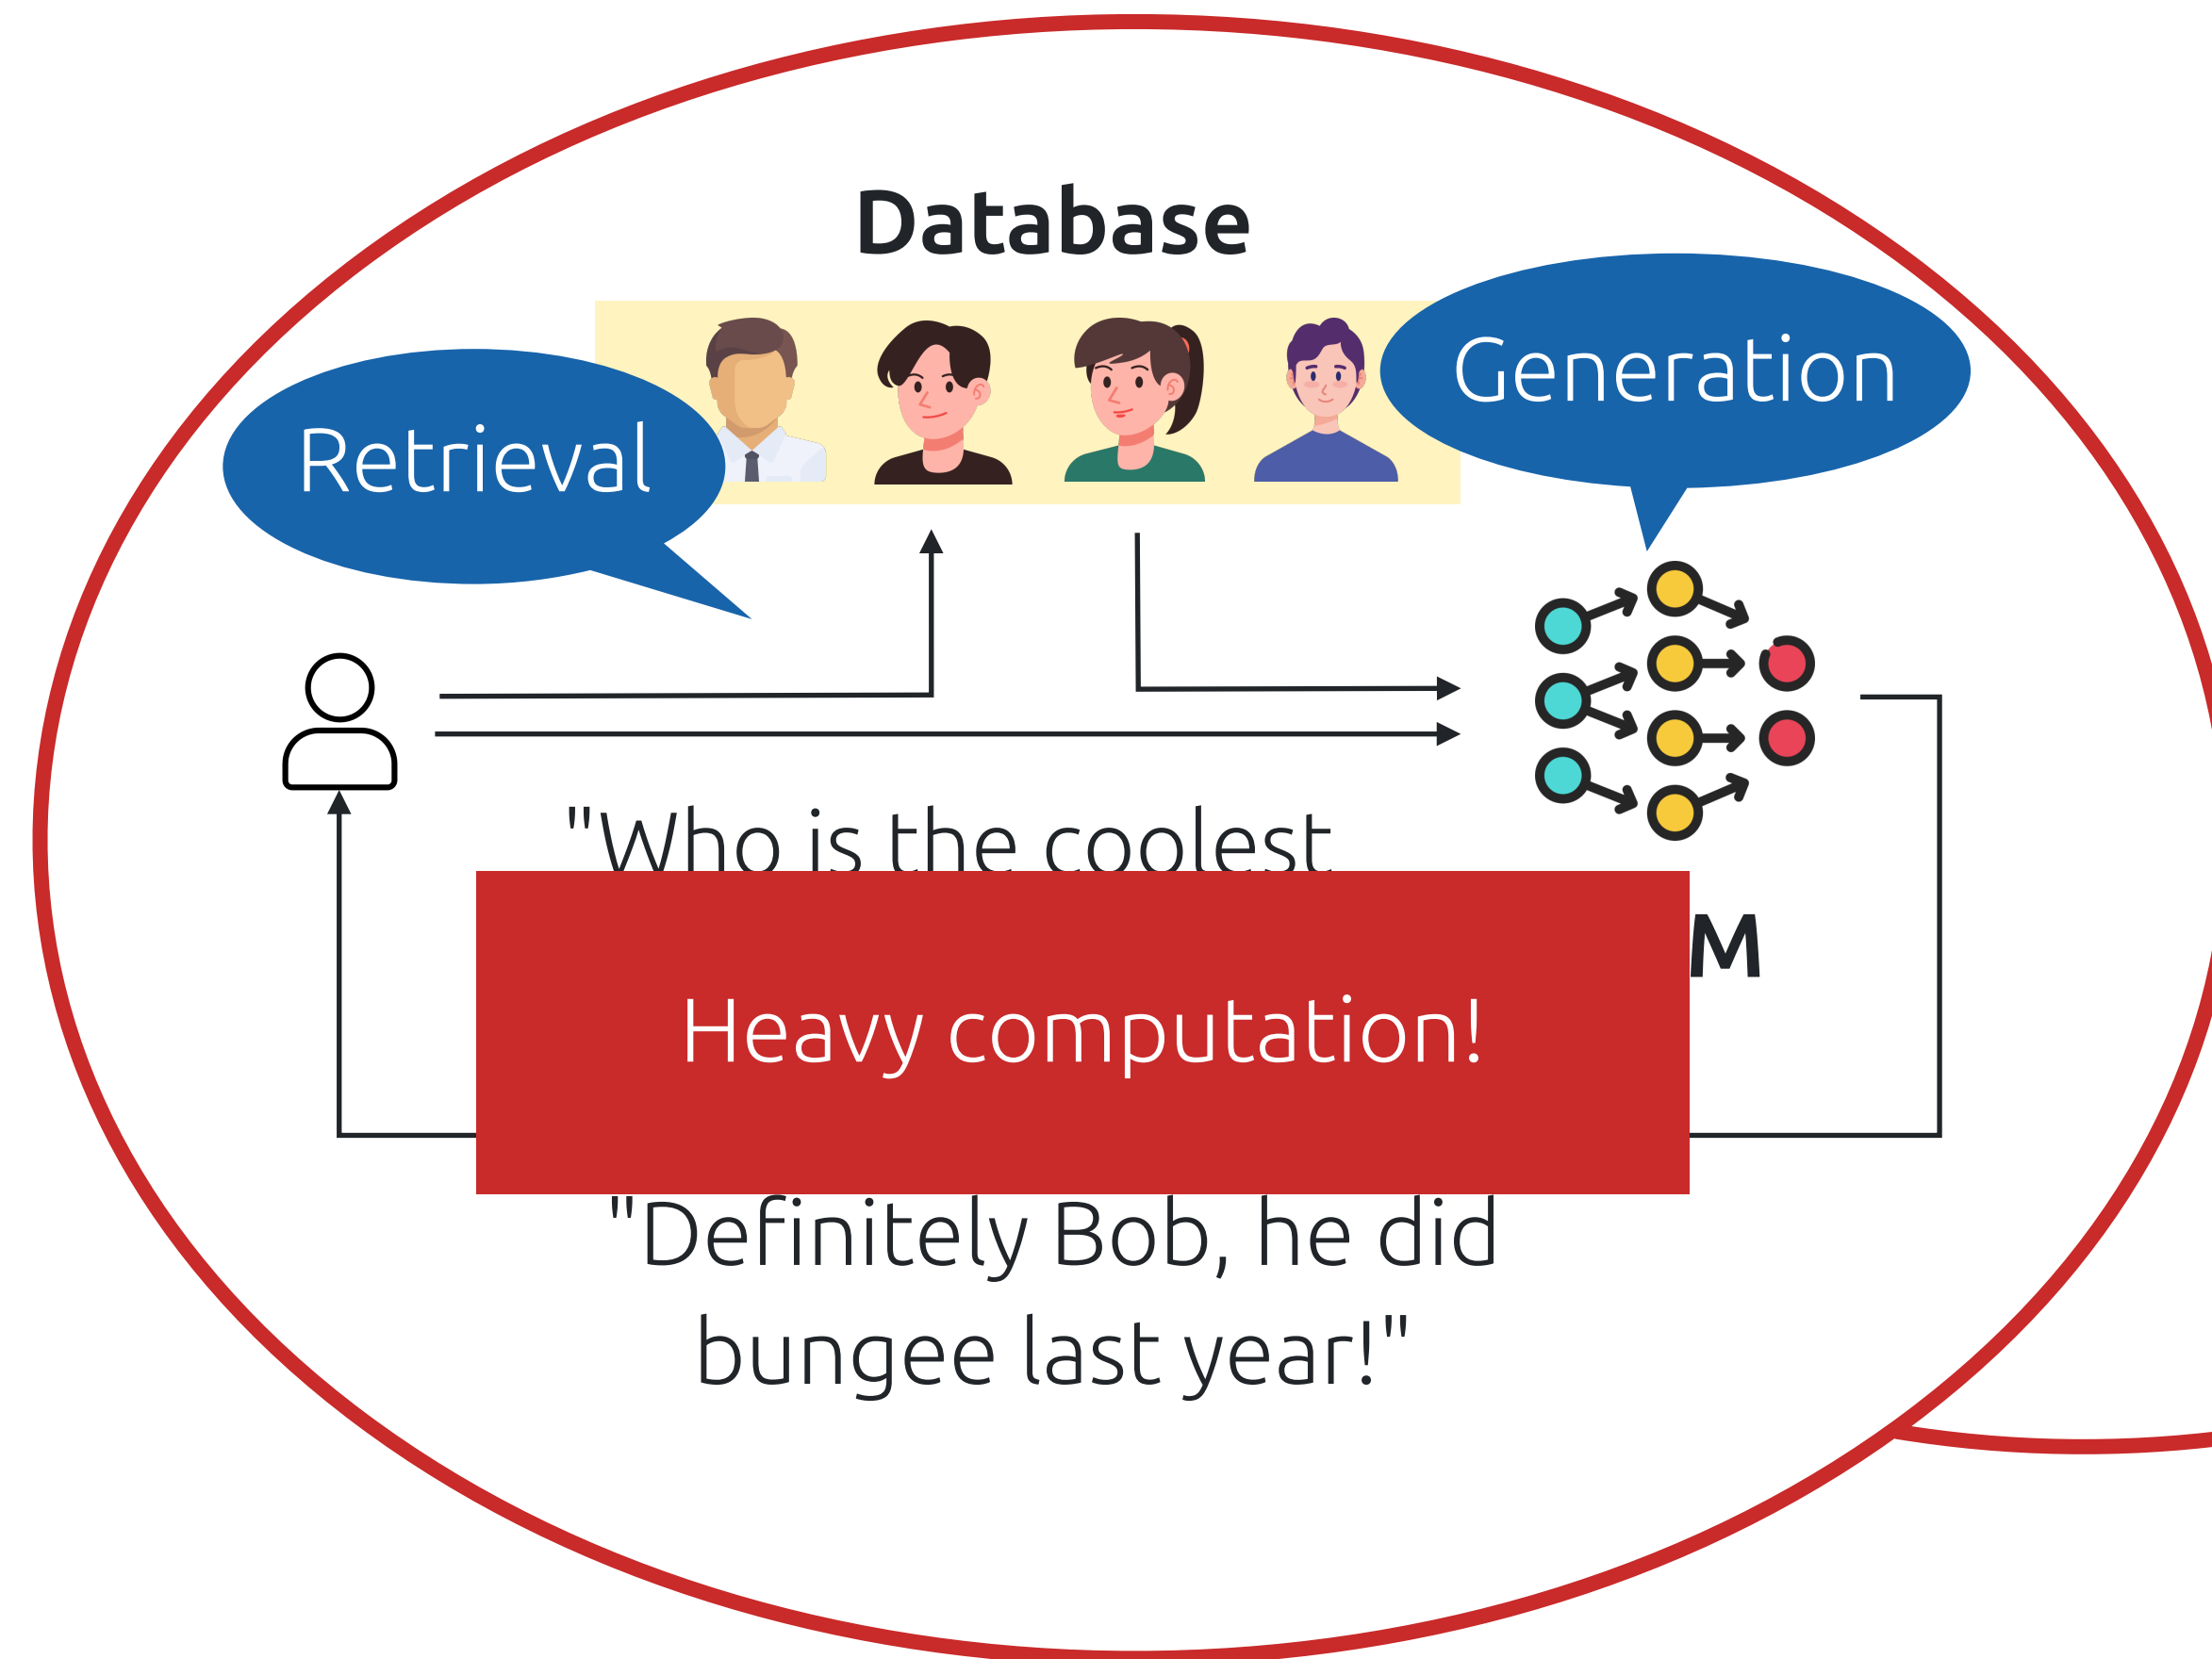 Database
Generation
Retrieval
"Who is the coolest
M
Heavy computation!
"Definitely Bob, he did
bungee last year!"